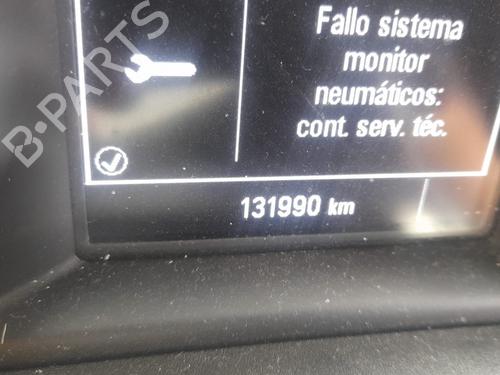 Fallo sistema
monitor
neumáticos:
cont. serv. téc.
131990 km
B-PARTS